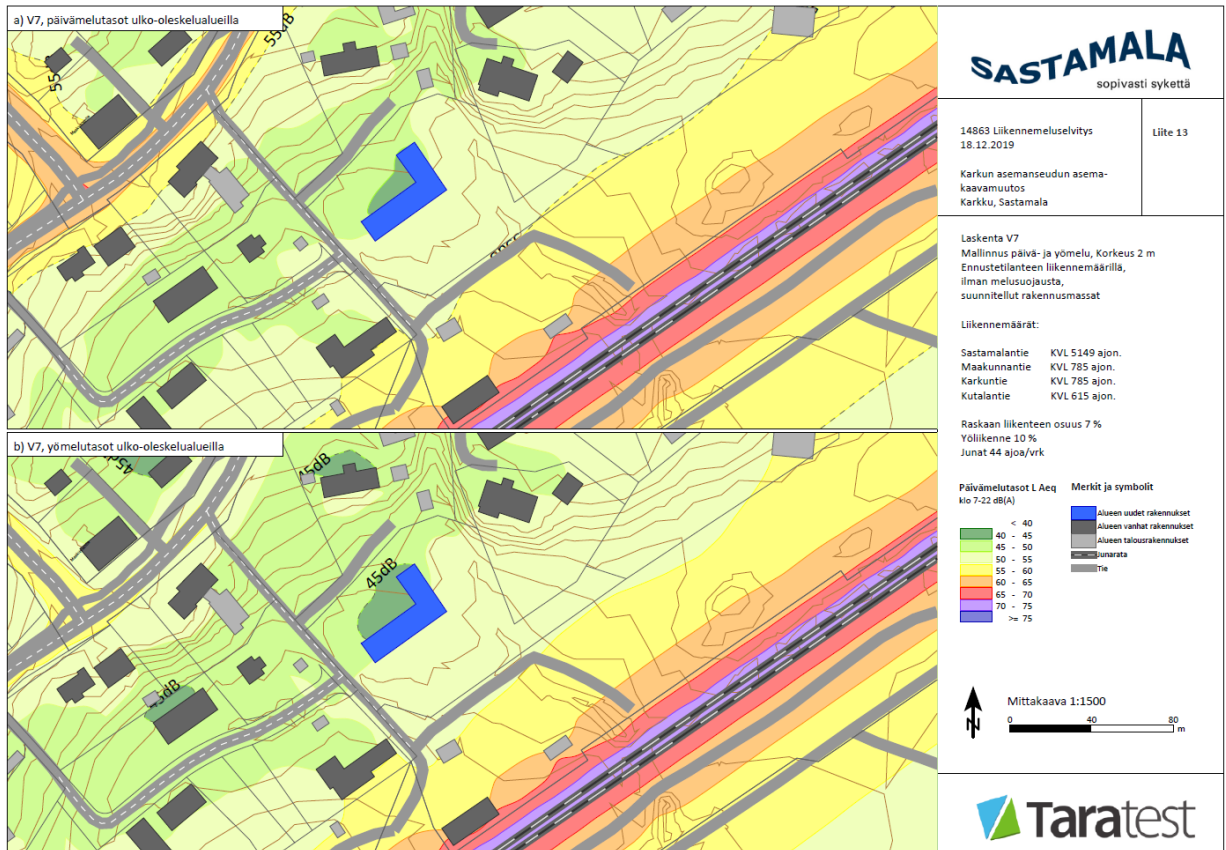 a) V7, päivämelutasot ulko-oleskelualueilla
55dB
b) V7, yömelutasot ulko-oleskelualueilla
45dB
45dB
45dB
SASTAMALA
sopivasti sykettä
14863 Liikennemeluselvitys
18.12.2019
Liite 13
Karkun asemanseudun asema-
kaavamuutos
Karkku, Sastamala
Laskenta V7
Mallinnus päivä- ja yömelu, Korkeus 2 m
Ennustetilanteen liikennemäärillä,
ilman melusuojausta,
suunnitellut rakennusmassat
Liikennemäärät:
Sastamalantie KVL 5149 ajon.
Maakunnantie KVL 785 ajon.
Karkuntie KVL 785 ajon.
Kutalantie KVL 615 ajon.
Raskaan liikenteen osuus 7 %
Yöliikenne 10 %
Junat 44 ajoa/vrk
Päivämelutasot L Aeq
klo 7-22 dB(A)
< 40
40 - 45
45 - 50
50 - 55
55 - 60
60 - 65
65 - 70
70 - 75
>= 75
Merkit ja symbolit
Alueen uudet rakennukset
Alueen vanhat rakennukset
Alueen talousrakennukset
Junarata
Tie
N
Mittakaava 1:1500
0 40 80
m
Taratest